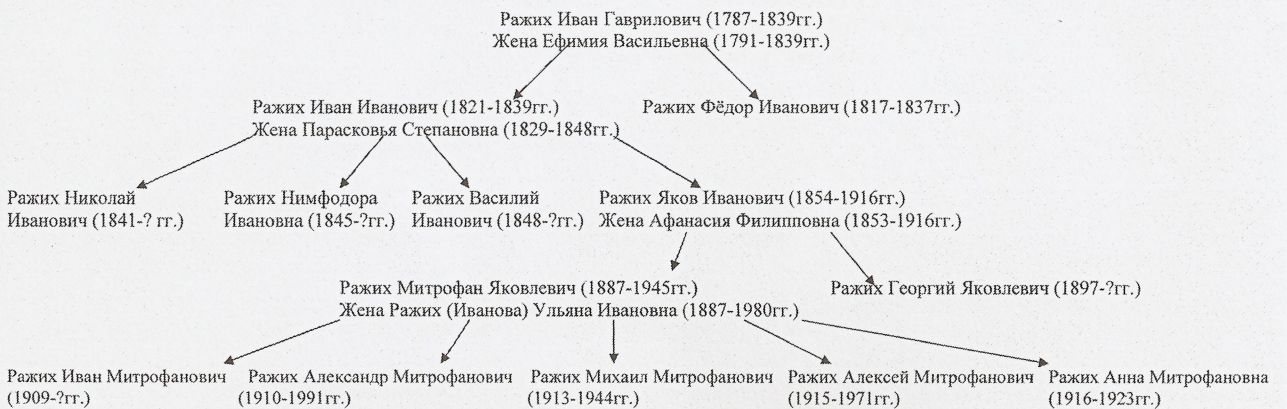 Ражих Иван Гаврилович (1787-1839гг.)
Жена Ефимия Васильевна (1791-1839гг.)
Ражих Иван Иванович (1821-1839гг.)
Жена Парасковья Степановна (1829-1848гг.)
Ражих Фёдор Иванович (1817-1837гг.)
Ражих Николай
Иванович (1841-? гг.)
Ражих Нимфодора
Ивановна (1845-?гг.)
Ражих Василий
Иванович (1848-?гг.)
Ражих Яков Иванович (1854-1916гг.)
Жена Афанасия Филипповна (1853-1916гг.)
Ражих Митрофан Яковлевич (1887-1945гг.)
Жена Ражих (Иванова) Ульяна Ивановна (1887-1980гг.)
Ражих Георгий Яковлевич (1897-?гг.)
Ражих Иван Митрофанович
(1909-?гг.)
Ражих Александр Митрофанович
(1910-1991гг.)
Ражих Михаил Митрофанович
(1913-1944гг.)
Ражих Алексей Митрофанович
(1915-1971гг.)
Ражих Анна Митрофановна
(1916-1923гг.)